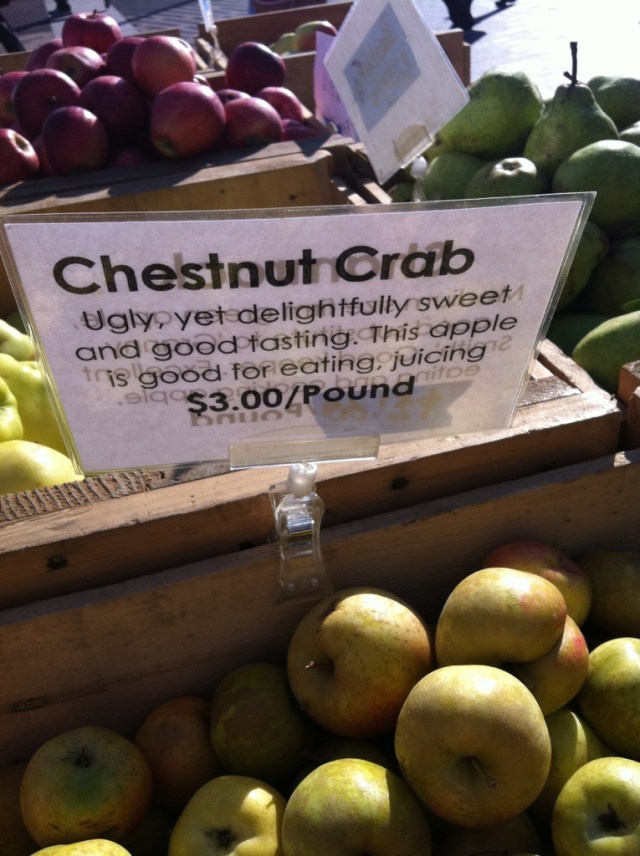 Chestnut Crab
Ugly, yet delightfully sweet
and good tasting. This apple
is good for eating, juicing
$3.00/Pound